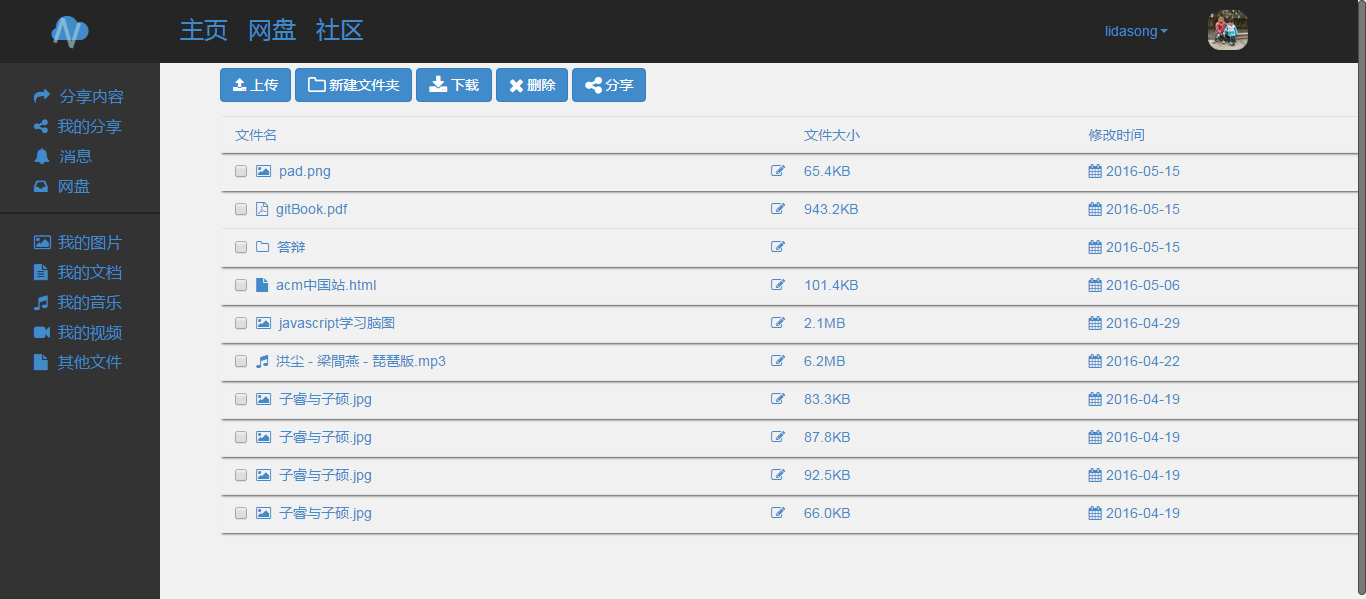 主页 网盘 社区 lidasong
分享内容
我的分享
消息
网盘
我的图片
我的文档
我的音乐
我的视频
其他文件
上传 新建文件夹 下载 删除 分享
文件名 文件大小 修改时间
pad.png 65.4KB 2016-05-15
gitBook.pdf 943.2KB 2016-05-15
答辩 2016-05-15
acm中国站.html 101.4KB 2016-05-06
javascript学习脑图 2.1MB 2016-04-29
洪尘 - 梁間燕 - 琵琶版.mp3 6.2MB 2016-04-22
子睿与子硕.jpg 83.3KB 2016-04-19
子睿与子硕.jpg 87.8KB 2016-04-19
子睿与子硕.jpg 92.5KB 2016-04-19
子睿与子硕.jpg 66.0KB 2016-04-19